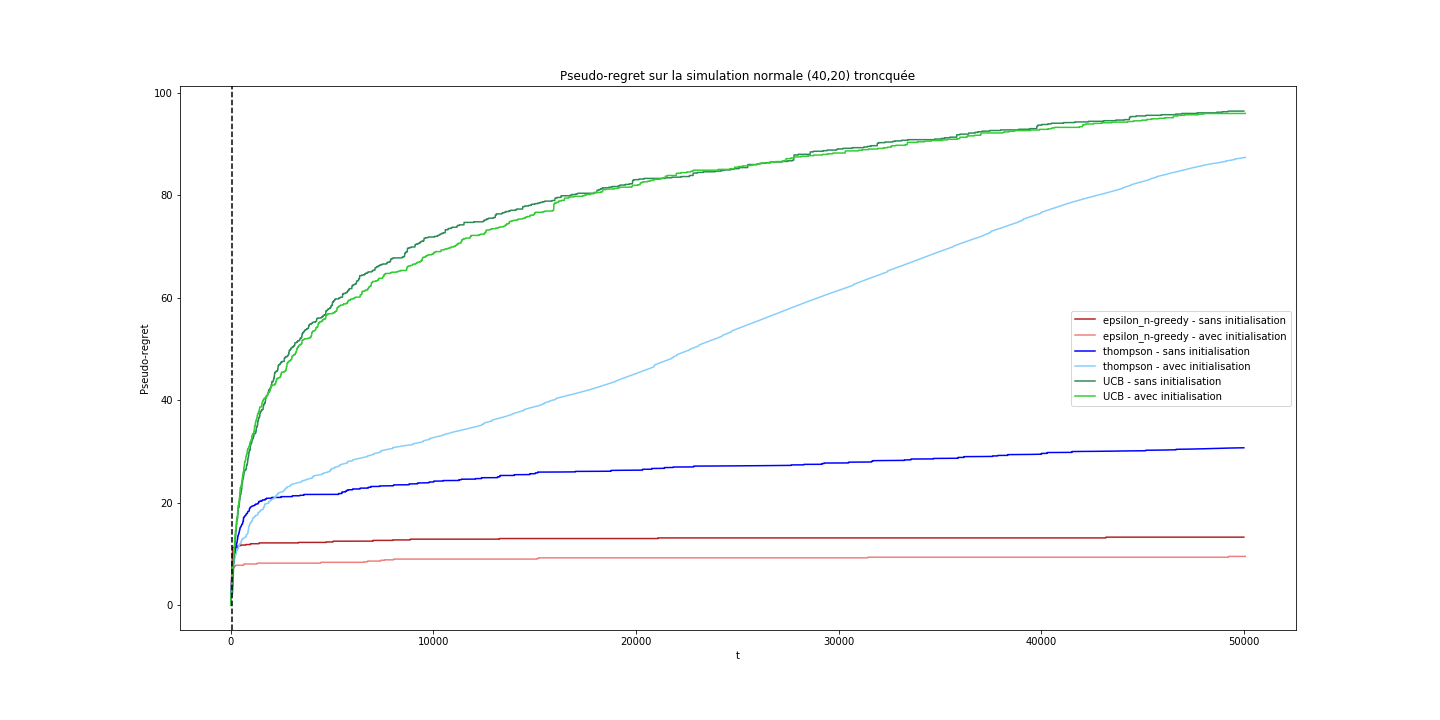 Pseudo-regret sur la simulation normale (40,20) troncquée
100
80
60
40
20
0
Pseudo-regret
epsilon_n-greedy - sans initialisation
epsilon_n-greedy - avec initialisation
thompson - sans initialisation
thompson - avec initialisation
UCB - sans initialisation
UCB - avec initialisation
0 10000 20000 30000 40000 50000
t